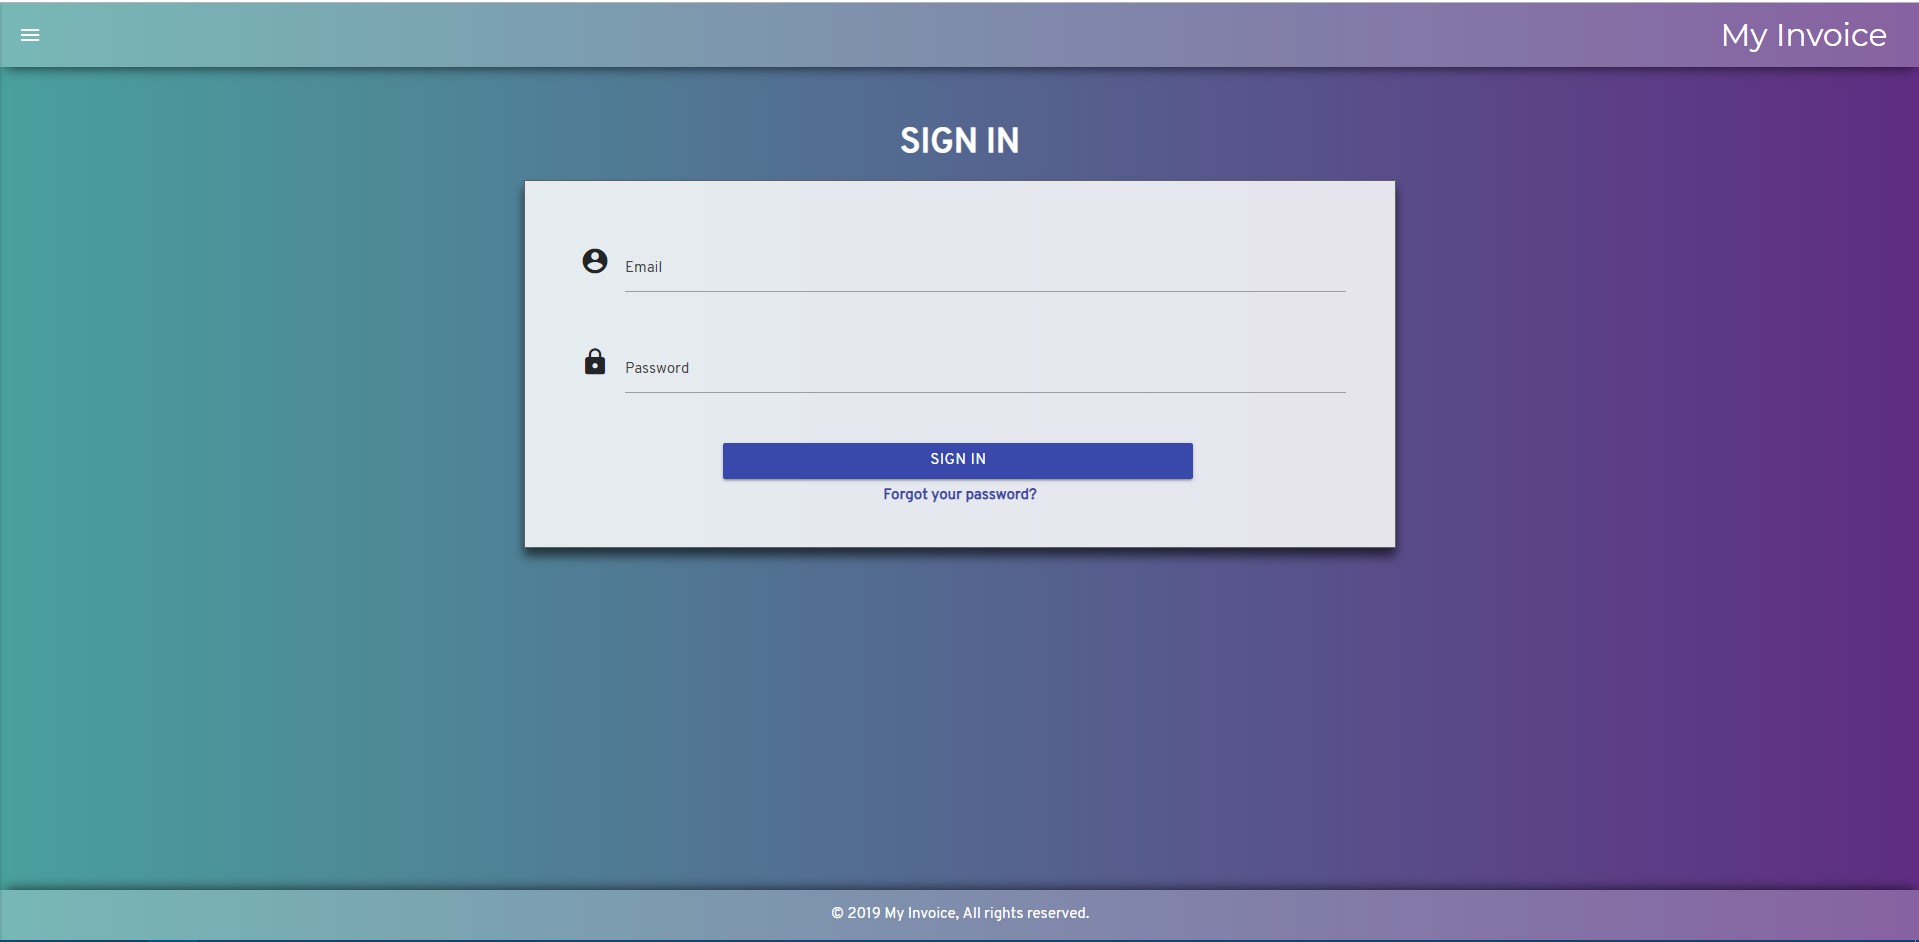 My Invoice
SIGN IN
Email
Password
SIGN IN
Forgot your password?
© 2019 My Invoice, All rights reserved.